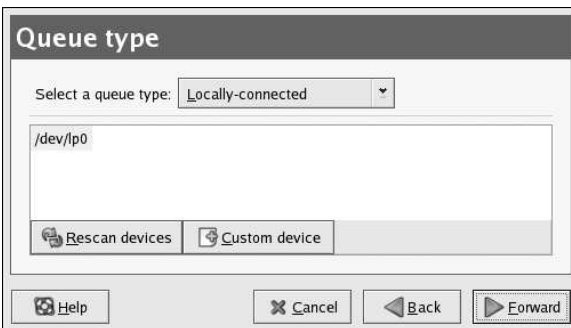 Queue type
Select a queue type: Locally-connected
/dev/lp0
Rescan devices Custom device
Help Cancel Back Forward